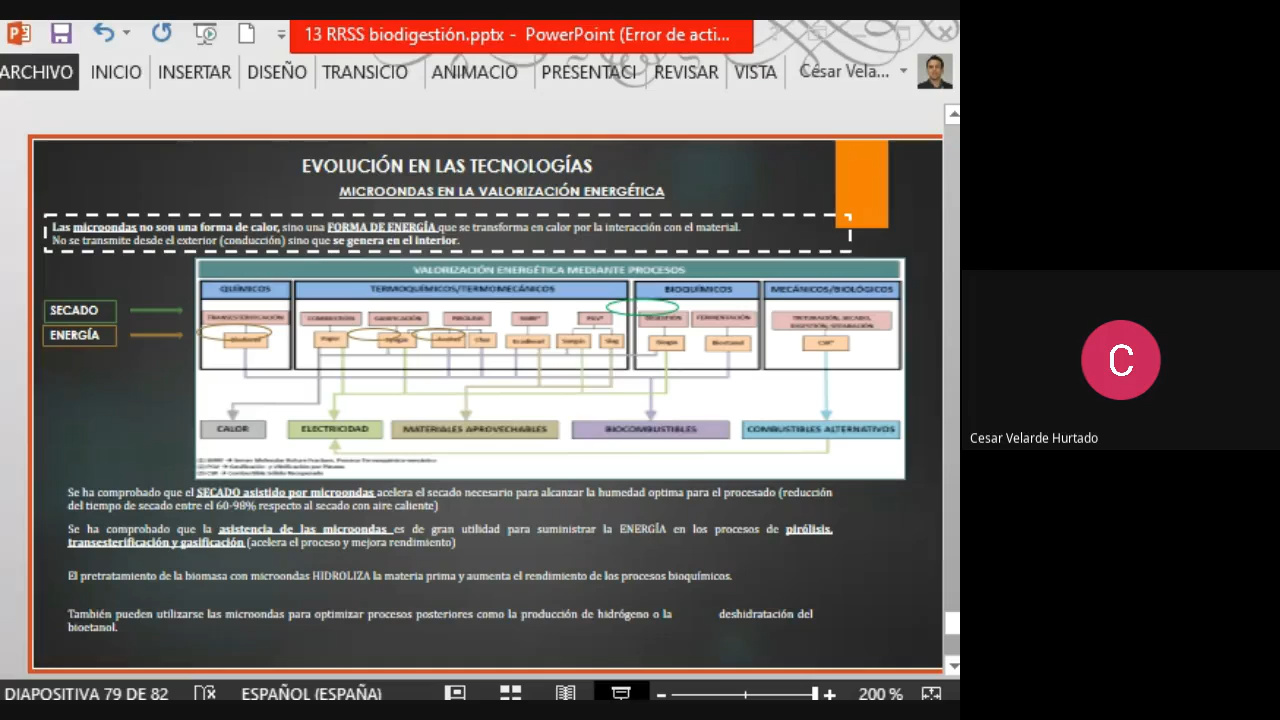 13 RRSS biodigestión.pptx - PowerPoint (Error de acti...
ARCHIVO INICIO INSERTAR DISEÑO TRANSICIO ANIMACIO PRESENTACI REVISAR VISTA César Vela...
EVOLUCIÓN EN LAS TECNOLOGÍAS
MICROONDAS EN LA VALORIZACIÓN ENERGÉTICA
Las microondas no son una forma de calor, sino una FORMA DE ENERGÍA que se transforma en calor por la interacción con el material.
No se transmite desde el exterior (conducción) sino que se genera en el interior.
VALORIZACIÓN ENERGÉTICA MEDIANTE PROCESOS
QUÍMICOS TERMOQUÍMICOS/TERMOMECÁNICOS BIOQUÍMICOS MECÁNICOS/BIOLÓGICOS
SECADO
ENERGÍA
TRANSESTERIFICACIÓN COMBUSTIÓN GASIFICACIÓN PIRÓLISIS DIGESTIÓN FERMENTACIÓN
Biogás Bioetanol
CALOR ELECTRICIDAD MATERIALES APROVECHABLES BIOCOMBUSTIBLES COMBUSTIBLES ALTERNATIVOS
Se ha comprobado que el SECADO asistido por microondas acelera el secado necesario para alcanzar la humedad optima para el procesado (reducción
del tiempo de secado entre el 60-98% respecto al secado con aire caliente)
Se ha comprobado que la asistencia de las microondas es de gran utilidad para suministrar la ENERGÍA en los procesos de pirólisis,
transesterificación y gasificación (acelera el proceso y mejora rendimiento)
El pretratamiento de la biomasa con microondas HIDROLIZA la materia prima y aumenta el rendimiento de los procesos bioquímicos.
También pueden utilizarse las microondas para optimizar procesos posteriores como la producción de hidrógeno o la deshidratación del
bioetanol.
DIAPOSITIVA 79 DE 82 ESPAÑOL (ESPAÑA) 200 %
C
Cesar Velarde Hurtado